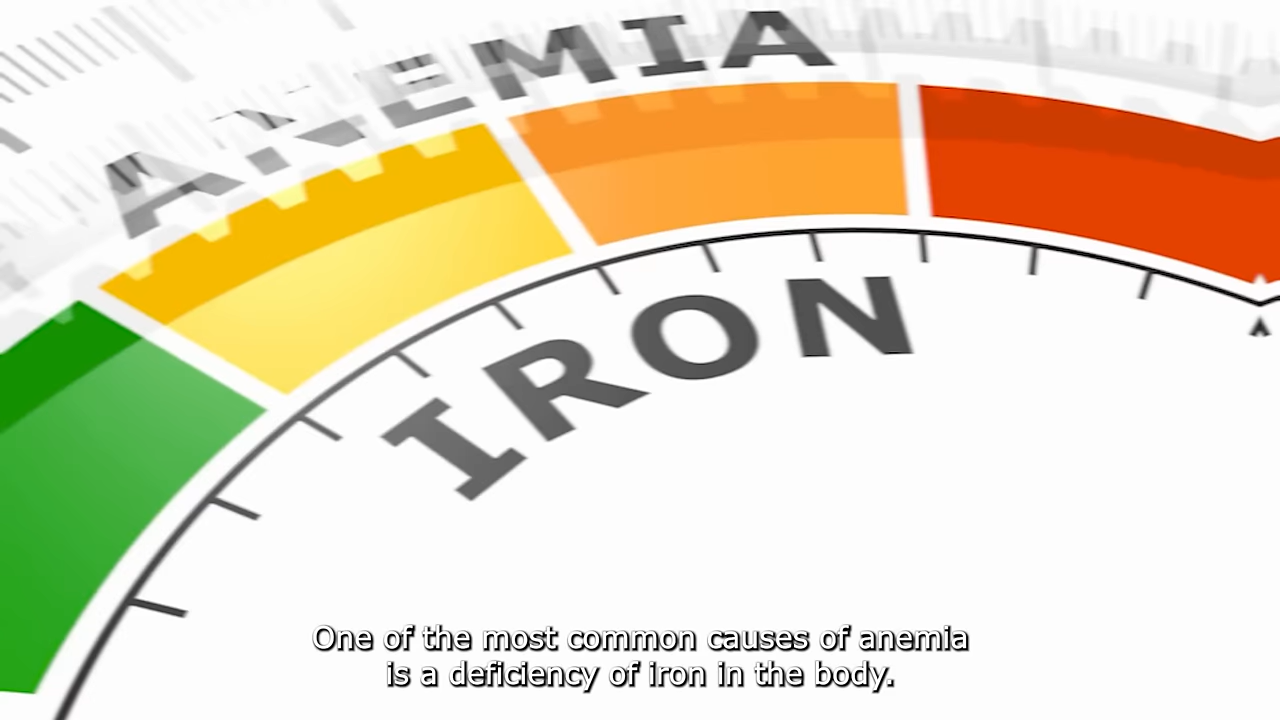 ANEMIA
IRON
One of the most common causes of anemia
is a deficiency of iron in the body.